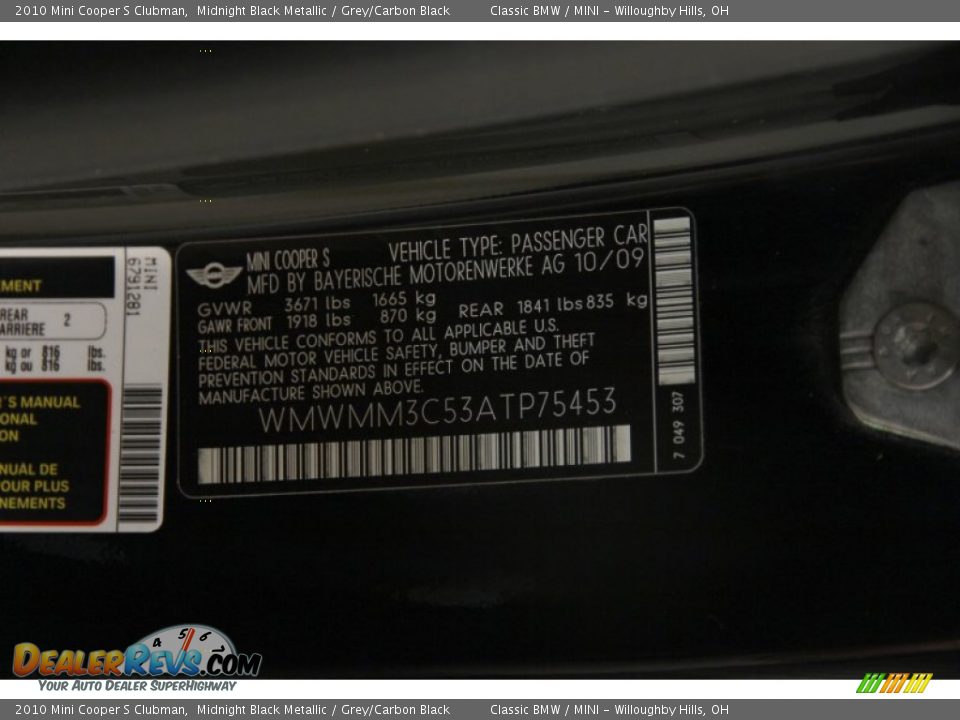 2010 Mini Cooper S Clubman, Midnight Black Metallic / Grey/Carbon Black Classic BMW / MINI - Willoughby Hills, OH
MINI COOPER S VEHICLE TYPE: PASSENGER CAR
MFD BY BAYERISCHE MOTORENWERKE AG 10/09
GVWR 3671 lbs 1665 kg
GAWR FRONT 1918 lbs 870 kg REAR 1841 lbs 835 kg
THIS VEHICLE CONFORMS TO ALL APPLICABLE U.S.
FEDERAL MOTOR VEHICLE SAFETY, BUMPER AND THEFT
PREVENTION STANDARDS IN EFFECT ON THE DATE OF
MANUFACTURE SHOWN ABOVE.
WMWMM3C53ATP75453
7 049 307
MINI
6791281
EMENT
REAR
ARRIERE 2
kg or 816 lbs.
kg ou 816 lbs.
R'S MANUAL
IONAL
ON
NUAL DE
POUR PLUS
NEMENTS
4 5 6 7
DEALERREVS.COM
YOUR AUTO DEALER SUPERHIGHWAY
2010 Mini Cooper S Clubman, Midnight Black Metallic / Grey/Carbon Black Classic BMW / MINI - Willoughby Hills, OH